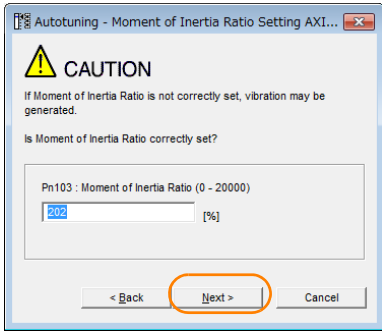 Autotuning - Moment of Inertia Ratio Setting AXI...
CAUTION
If Moment of Inertia Ratio is not correctly set, vibration may be
generated.
Is Moment of Inertia Ratio correctly set?
Pn103 : Moment of Inertia Ratio (0 - 20000)
202 [%]
< Back Next > Cancel